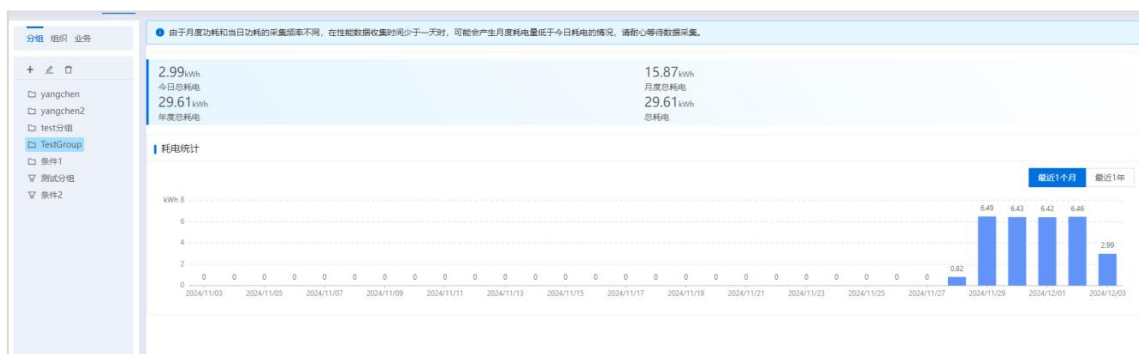 分组 组织 业务
由于月度功耗和当日功耗的采集频率不同，在性能数据收集时间少于一天时，可能会产生月度耗电量低于今日耗电的情况，请耐心等待数据采集。
yangchen
yangchen2
test分组
TestGroup
条件1
测试分组
条件2
2.99kWh
今日总耗电
15.87kWh
月度总耗电
29.61kWh
年度总耗电
29.61kWh
总耗电
耗电统计
最近1个月 最近1年
kWh 8
6
4
2
0
0 0 0 0 0 0 0 0 0 0 0 0 0 0 0 0 0 0 0 0 0 0 0 0 0 0.82 6.49 6.43 6.42 6.46 2.99
2024/11/03 2024/11/05 2024/11/07 2024/11/09 2024/11/11 2024/11/13 2024/11/15 2024/11/17 2024/11/19 2024/11/21 2024/11/23 2024/11/25 2024/11/27 2024/11/29 2024/12/01 2024/12/03